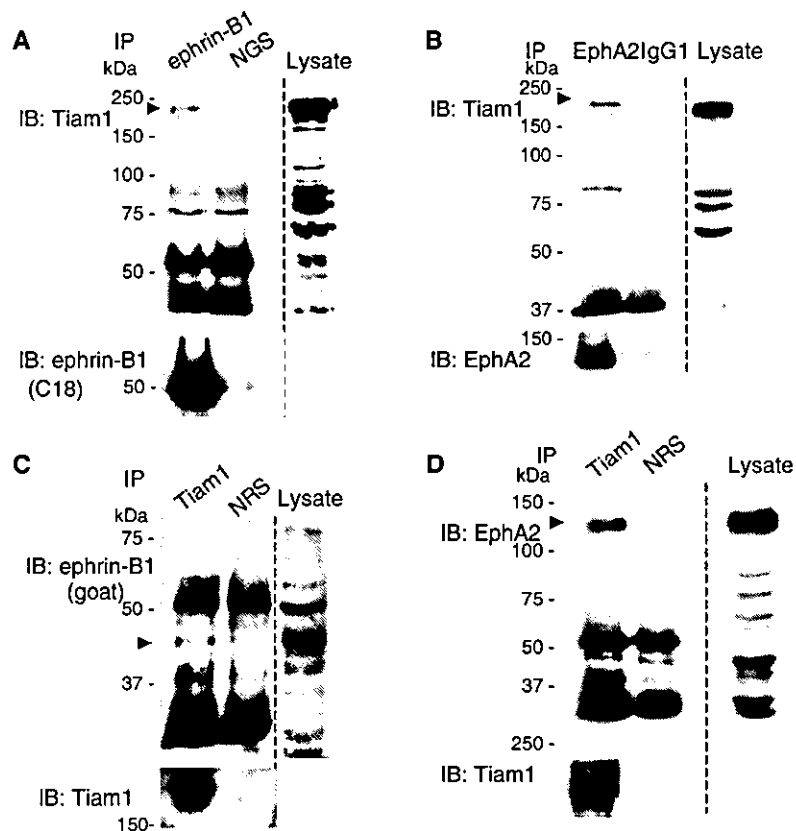 A
IP
ephrin-B1
NGS
Lysate
kDa
250 -
IB: Tiam1
150 -
100 -
75 -
50 -
IB: ephrin-B1
(C18)
50 -
B
IP
EphA2 IgG1
Lysate
kDa
250 -
IB: Tiam1
150 -
100 -
75 -
50 -
37 -
150 -
IB: EphA2
C
IP
Tiam1
NRS
Lysate
kDa
75 -
IB: ephrin-B1
(goat)
50 -
37 -
IB: Tiam1
150-
D
IP
Tiam1
NRS
Lysate
kDa
150 -
IB: EphA2
100 -
75 -
50 -
37 -
250 -
IB: Tiam1